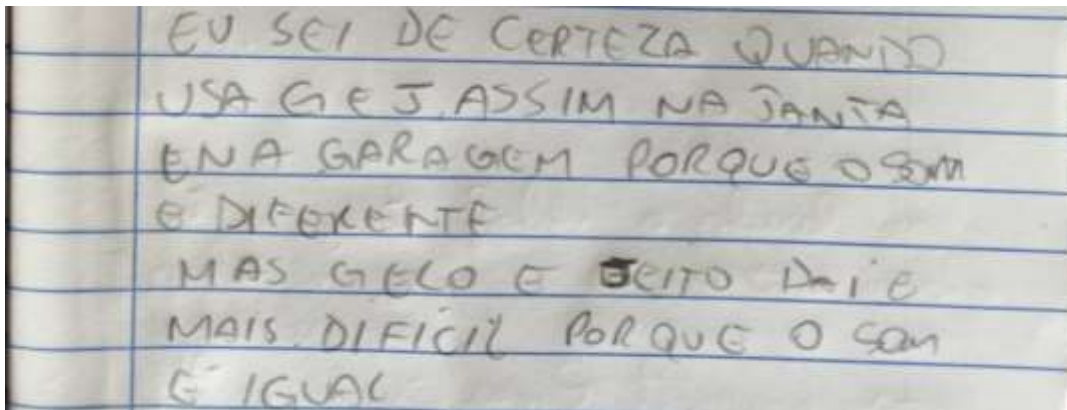 EU SEI DE CERTEZA QUANDO
USA G E J. ASSIM NA JANTA
E NA GARAGEM PORQUE O SOM
E DIFERENTE
MAS GELO E JEITO DAI E
MAIS DIFICIL PORQUE O SOM
E IGUAL